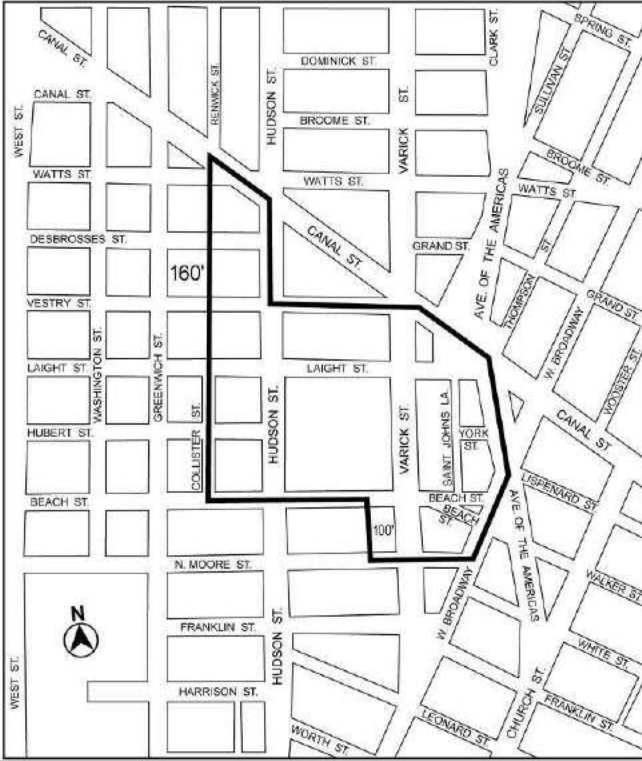 SPRING ST.
CANAL ST.
CLARK ST.
SULLIVAN ST.
DOMINICK ST.
RENWICK ST.
HUDSON ST.
CANAL ST.
WEST ST.
BROOME ST.
VARICK ST.
BROOME ST.
WATTS ST.
WATTS ST.
WATTS ST.
AVE. OF THE AMERICAS
DESBROSSES ST.
CANAL ST.
GRAND ST.
THOMPSON ST
160'
VESTRY ST.
GRAND ST.
W. BROADWAY
WASHINGTON ST.
GREENWICH ST.
WOOSTER ST.
LAIGHT ST.
LAIGHT ST.
COLLISTER ST.
HUDSON ST.
VARICK ST.
SAINT JOHNS LA.
YORK ST.
CANAL ST.
HUBERT ST.
LISPENARD ST.
BEACH ST.
BEACH ST.
BEACH ST.
100'
AVE. OF THE AMERICAS
N. MOORE ST.
W. BROADWAY
WALKER ST.
N
FRANKLIN ST.
HUDSON ST.
WHITE ST.
WEST ST.
HARRISON ST.
CHURCH ST.
FRANKLIN ST.
LEONARD ST.
WORTH ST.